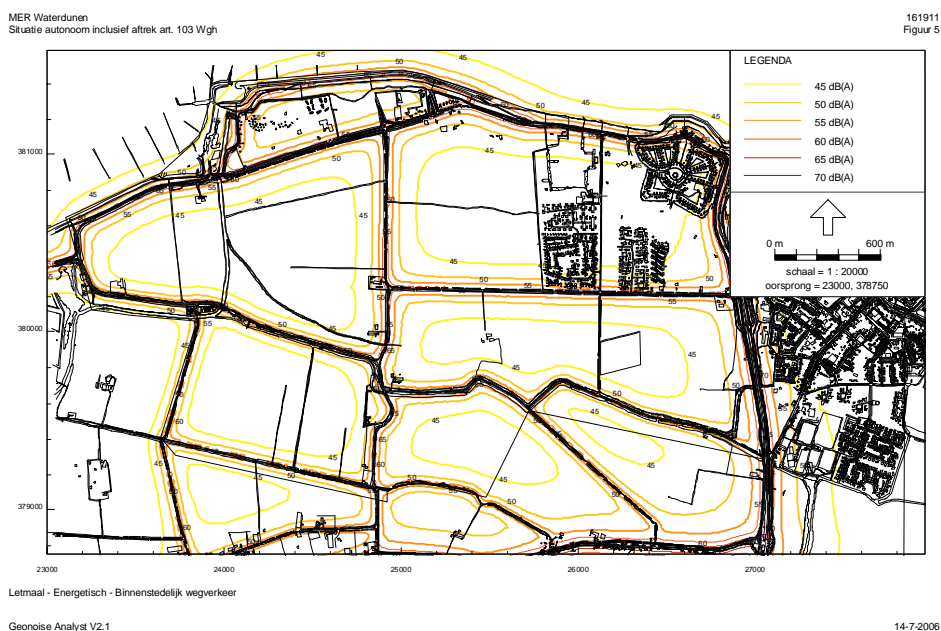 MER Waterdunen
Situatie autonoom inclusief aftrek art. 103 Wgh
161911
Figuur 5
LEGENDA
45 dB(A)
50 dB(A)
55 dB(A)
60 dB(A)
65 dB(A)
70 dB(A)
0 m 600 m
schaal = 1 : 20000
oorsprong = 23000, 378750
381000
380000
379000
23000 24000 25000 26000 27000
Letmaal - Energetisch - Binnenstedelijk wegverkeer
Geonoise Analyst V2.1
14-7-2006